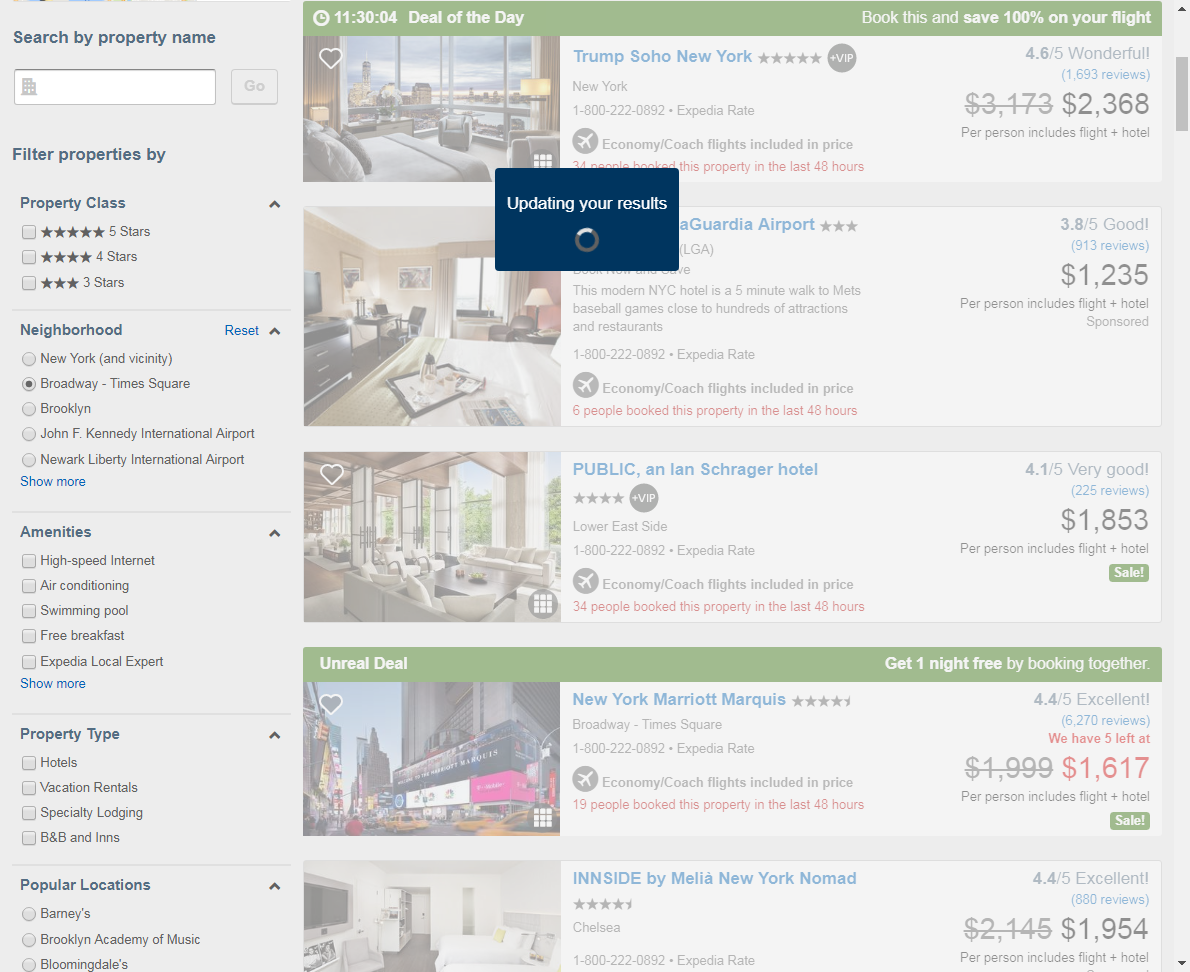 Search by property name
Go
Filter properties by
Property Class
5 Stars
4 Stars
3 Stars
Neighborhood Reset
New York (and vicinity)
Broadway - Times Square
Brooklyn
John F. Kennedy International Airport
Newark Liberty International Airport
Show more
Amenities
High-speed Internet
Air conditioning
Swimming pool
Free breakfast
Expedia Local Expert
Show more
Property Type
Hotels
Vacation Rentals
Specialty Lodging
B&B and Inns
Popular Locations
Barney's
Brooklyn Academy of Music
Bloomingdale's
11:30:04 Deal of the Day Book this and save 100% on your flight
Trump Soho New York +VIP
New York
1-800-222-0892 • Expedia Rate
Economy/Coach flights included in price
34 people booked this property in the last 48 hours
4.6/5 Wonderful!
(1,693 reviews)
$3,173 $2,368
Per person includes flight + hotel
Updating your results
aGuardia Airport
(LGA)
Book Now and Save
This modern NYC hotel is a 5 minute walk to Mets
baseball games close to hundreds of attractions
and restaurants
1-800-222-0892 • Expedia Rate
Economy/Coach flights included in price
6 people booked this property in the last 48 hours
3.8/5 Good!
(913 reviews)
$1,235
Per person includes flight + hotel
Sponsored
PUBLIC, an Ian Schrager hotel
+VIP
Lower East Side
1-800-222-0892 • Expedia Rate
Economy/Coach flights included in price
34 people booked this property in the last 48 hours
4.1/5 Very good!
(225 reviews)
$1,853
Per person includes flight + hotel
Sale!
Unreal Deal Get 1 night free by booking together.
New York Marriott Marquis
Broadway - Times Square
1-800-222-0892 • Expedia Rate
Economy/Coach flights included in price
19 people booked this property in the last 48 hours
4.4/5 Excellent!
(6,270 reviews)
We have 5 left at
$1,999 $1,617
Per person includes flight + hotel
Sale!
INNSIDE by Melià New York Nomad
Chelsea
1-800-222-0892 • Expedia Rate
4.4/5 Excellent!
(880 reviews)
$2,145 $1,954
Per person includes flight + hotel